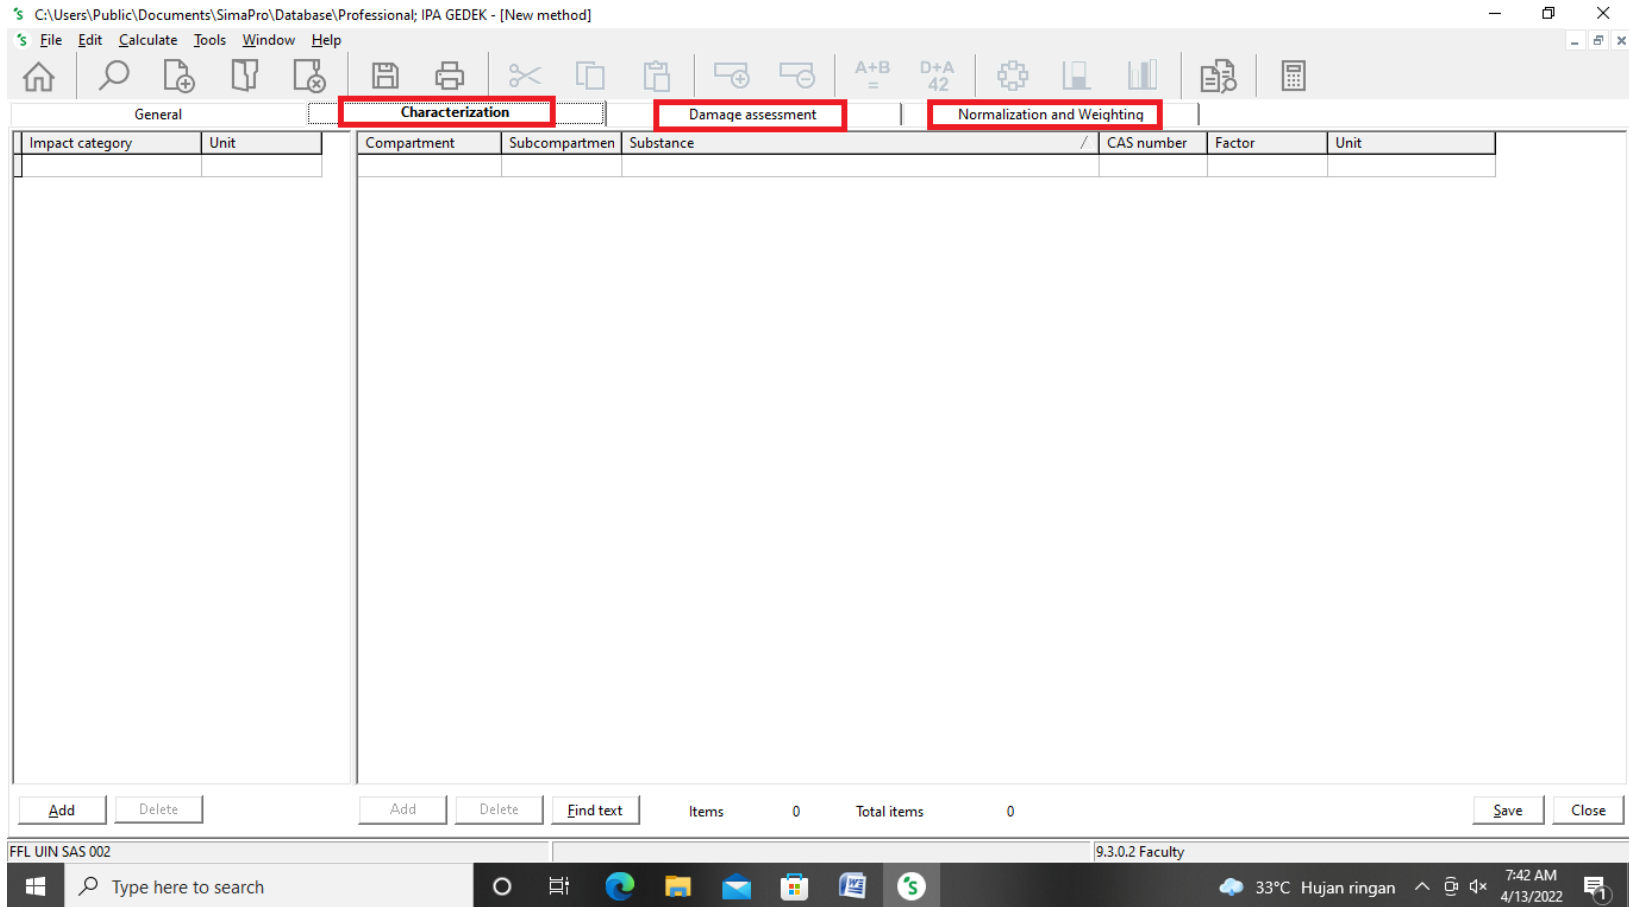 C:\Users\Public\Documents\SimaPro\Database\Professional; IPA GEDEK - [New method]
File Edit Calculate Tools Window Help
A+B
=
D+A
42
General Characterization Damage assessment Normalization and Weighting
Impact category Unit Compartment Subcompartmen Substance CAS number Factor Unit
Add Delete Add Delete Find text Items 0 Total items 0 Save Close
FFL UIN SAS 002 9.3.0.2 Faculty
Type here to search 33°C Hujan ringan 7:42 AM
4/13/2022
1